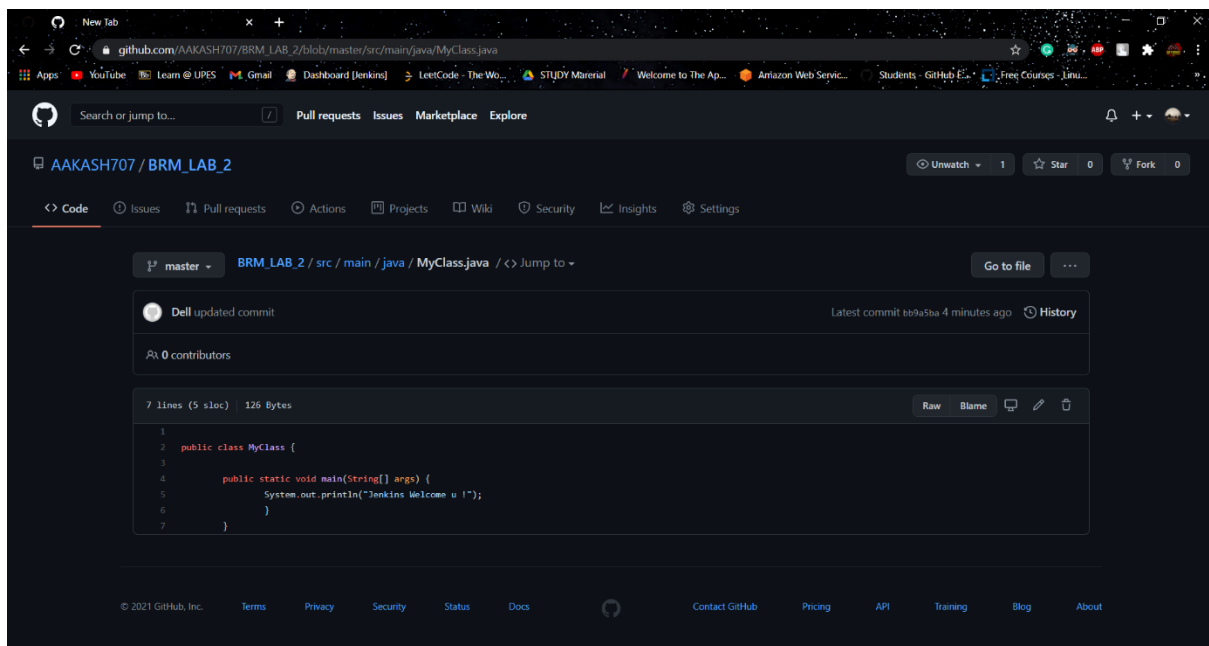 New Tab
github.com/AAKASH707/BRM_LAB_2/blob/master/src/main/java/MyClass.java
ABP
Apps YouTube Learn @ UPES Gmail Dashboard [Jenkins] LeetCode - The Wo... STUDY Marerial Welcome to The Ap... Amazon Web Servic... Students - GitHub E... Free Courses - Linu... »
Search or jump to... / Pull requests Issues Marketplace Explore
AAKASH707 / BRM_LAB_2 Unwatch 1 Star 0 Fork 0
<> Code Issues Pull requests Actions Projects Wiki Security Insights Settings
master BRM_LAB_2 / src / main / java / MyClass.java / <> Jump to Go to file ...
Dell updated commit Latest commit bb9a5ba 4 minutes ago History
0 contributors
7 lines (5 sloc) 126 Bytes Raw Blame
1
2 public class MyClass {
3
4 public static void main(String[] args) {
5 System.out.println("Jenkins Welcome u !");
6 }
7 }
© 2021 GitHub, Inc. Terms Privacy Security Status Docs Contact GitHub Pricing API Training Blog About